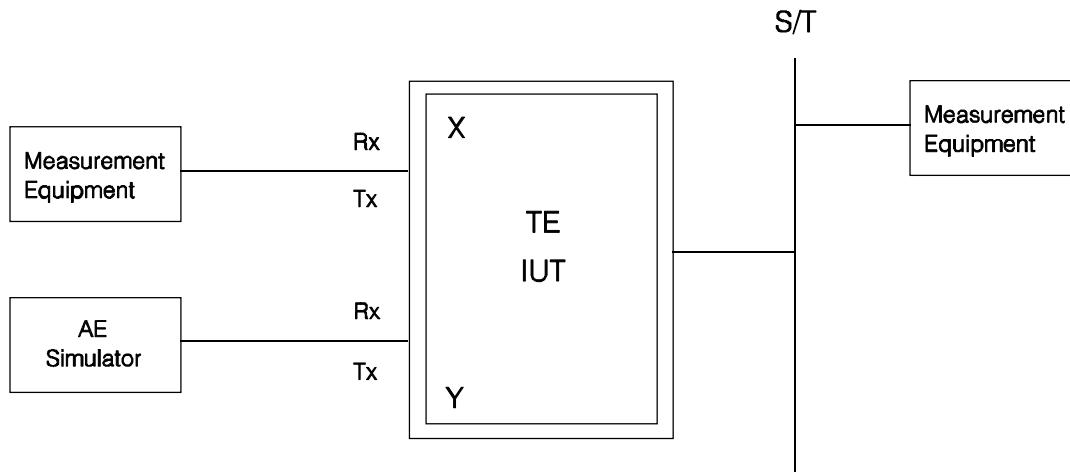 S/T
Measurement
Equipment
Rx
Tx
X
TE
IUT
Y
Measurement
Equipment
AE
Simulator
Rx
Tx